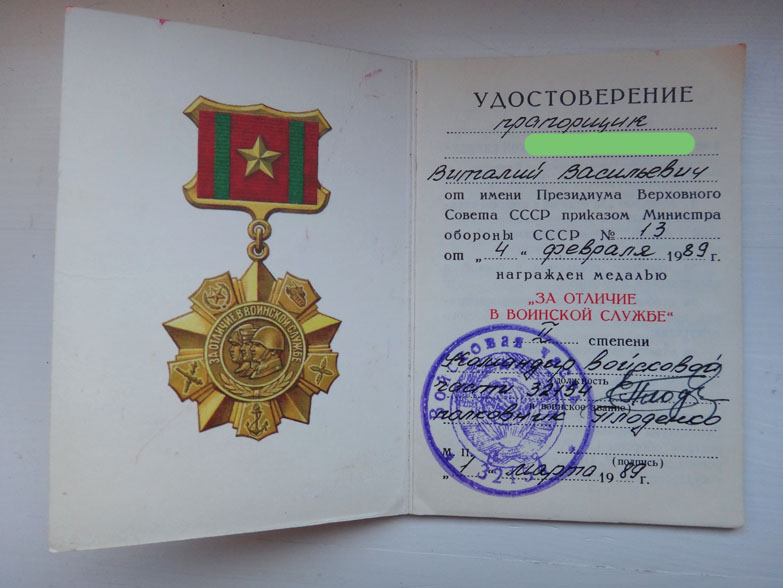 ЗА ОТЛИЧИЕ В ВОИНСКОЙ СЛУЖБЕ
УДОСТОВЕРЕНИЕ
прапорщик
Виталий Васильевич
от имени Президиума Верховного
Совета СССР приказом Министра
обороны СССР № 13
от „ 4 " февраля 1989 г.
награжден медалью
„ЗА ОТЛИЧИЕ
В ВОИНСКОЙ СЛУЖБЕ"
II степени
Командир войсковой
(должность
части
и воинское звание)
полковник
М. П.
(подпись)
„ 1 " марта 1989 г.
Войсковая часть